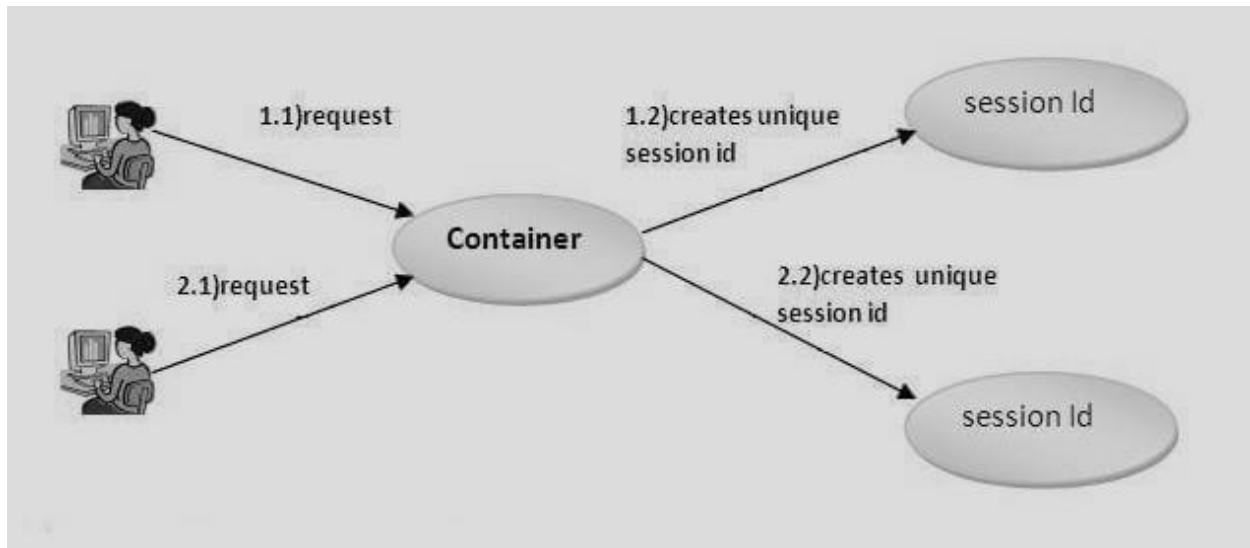 1.1)request
1.2)creates unique
session id
session Id
Container
2.1)request
2.2)creates unique
session id
session Id